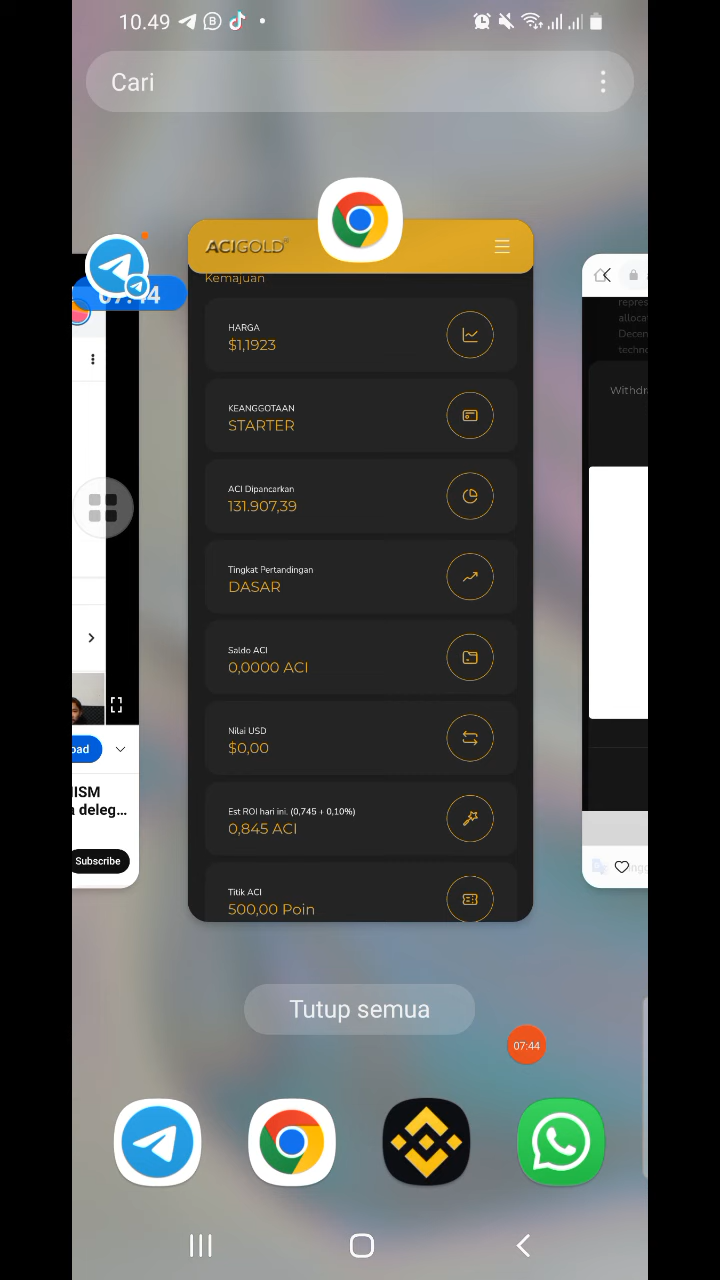 10.49
Cari
07:44
ACIGOLD
Kemajuan
HARGA
$1,1923
KEANGGOTAAN
STARTER
ACI Dipancarkan
131.907,39
Tingkat Pertandingan
DASAR
Saldo ACI
0,0000 ACI
Nilai USD
$0,00
Est ROI hari ini. (0,745 + 0,10%)
0,845 ACI
Titik ACI
500,00 Poin
Subscribe
Tutup semua
07:44